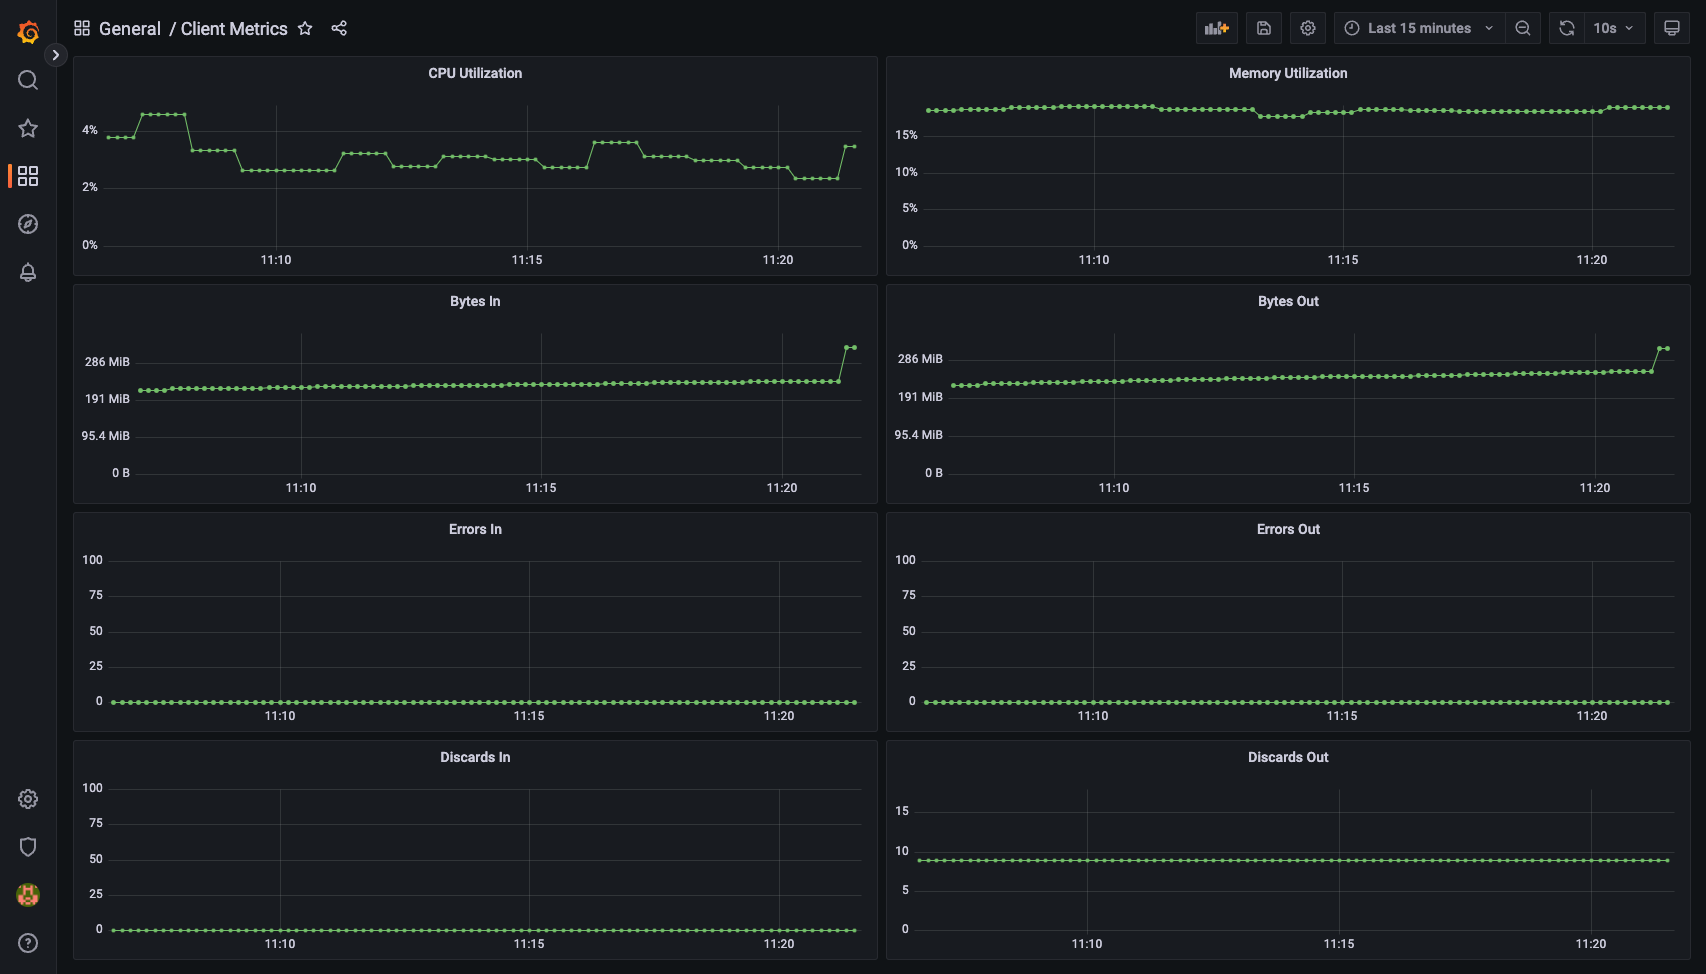 General / Client Metrics
Last 15 minutes
10s
CPU Utilization
4%
2%
0%
11:10 11:15 11:20
Memory Utilization
15%
10%
5%
0%
11:10 11:15 11:20
Bytes In
286 MiB
191 MiB
95.4 MiB
0 B
11:10 11:15 11:20
Bytes Out
286 MiB
191 MiB
95.4 MiB
0 B
11:10 11:15 11:20
Errors In
100
75
50
25
0
11:10 11:15 11:20
Errors Out
100
75
50
25
0
11:10 11:15 11:20
Discards In
100
75
50
25
0
11:10 11:15 11:20
Discards Out
15
10
5
0
11:10 11:15 11:20